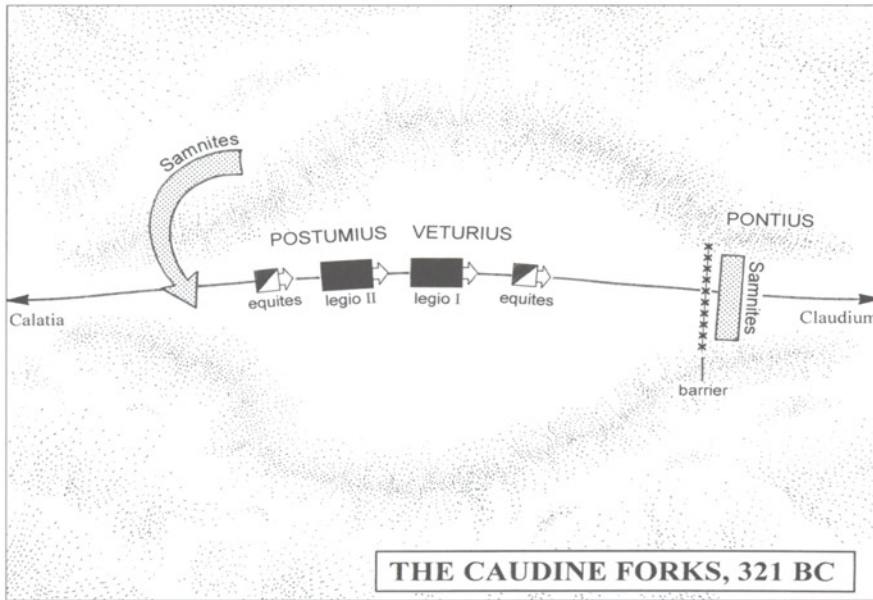 Samnites
POSTUMIUS VETURIUS
PONTIUS
equites legio II legio I equites
Samnites
Calatia
Claudium
barrier
THE CAUDINE FORKS, 321 BC